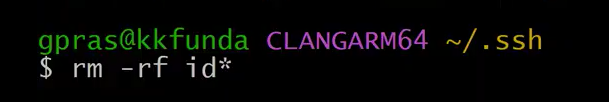 gpras@kkfunda CLANGARM64 ~/.ssh
$ rm -rf id*